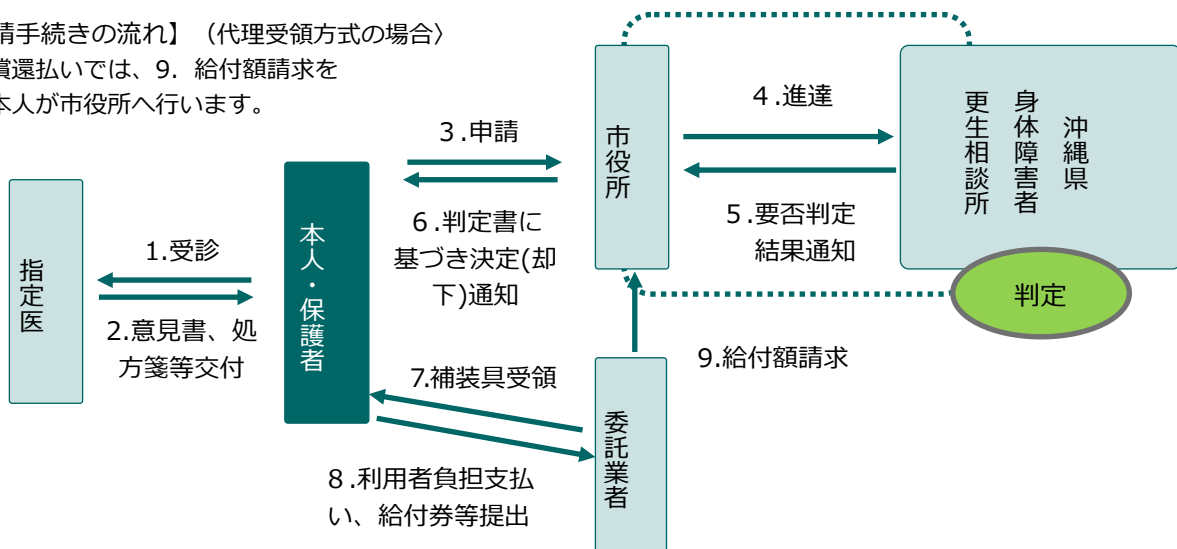 請手続きの流れ】（代理受領方式の場合〉
償還払いでは、9．給付額請求を
本人が市役所へ行います。
指定医
1.受診
2.意見書、処
方箋等交付
本人・保護者
３.申請
６.判定書に
基づき決定(却
下)通知
市役所
４.進達
５.要否判定
結果通知
沖縄県
身体障害者
更生相談所
判定
7.補装具受領
８.利用者負担支払
い、給付券等提出
委託業者
9.給付額請求